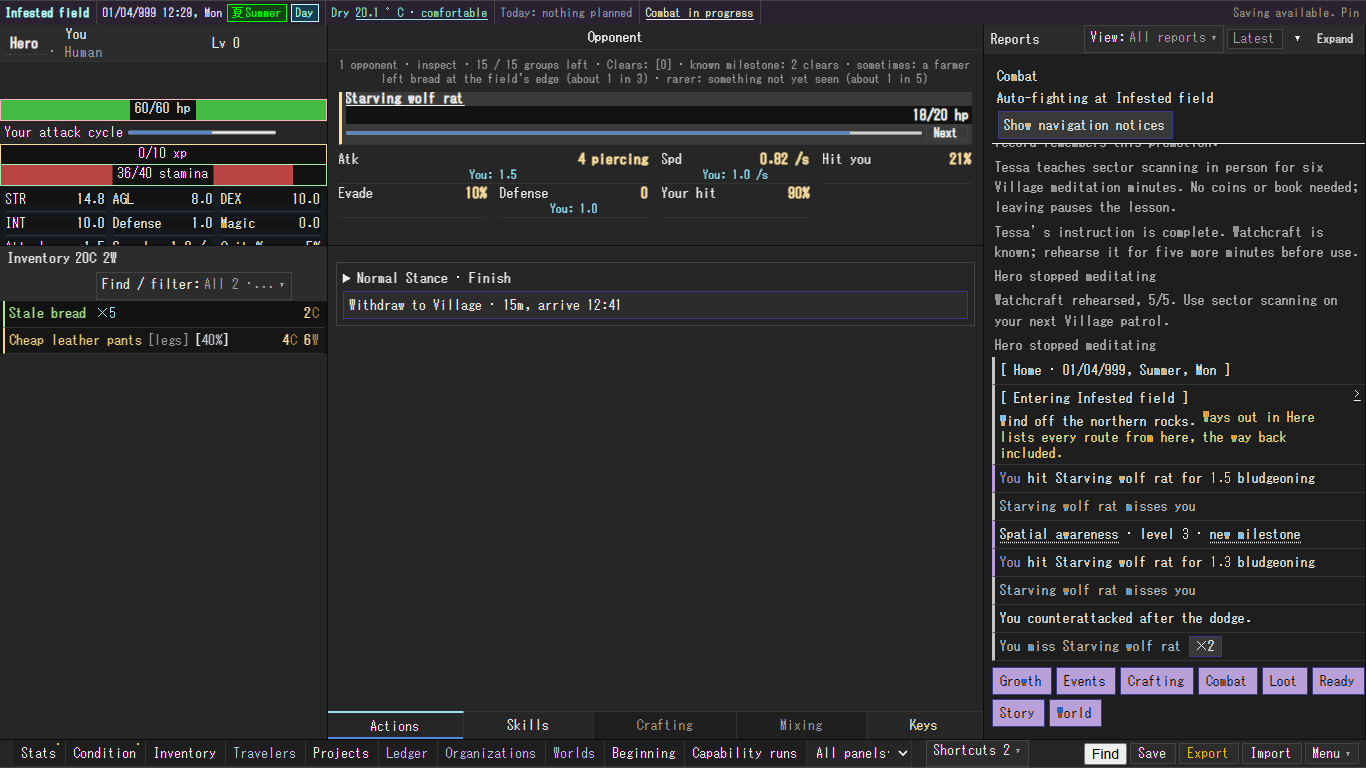 Infested field 01/04/999 12:29, Mon 夏Summer Day Dry 20.1 ° C · comfortable Today: nothing planned Combat in progress Saving available. Pin
Hero · You Human Lv 0
60/60 hp
Your attack cycle
0/10 xp
36/40 stamina
STR 14.8 AGL 8.0 DEX 10.0
INT 10.0 Defense 1.0 Magic 0.0
Inventory 20C 2W
Find / filter: All 2 ·... ▾
Stale bread ×5 2C
Cheap leather pants [legs] [40%] 4C 6W
Opponent
1 opponent · inspect · 15 / 15 groups left · Clears: [0] · known milestone: 2 clears · sometimes: a farmer
left bread at the field's edge (about 1 in 3) · rarer: something not yet seen (about 1 in 5)
Starving wolf rat
18/20 hp
Next
Atk 4 piercing Spd 0.82 /s Hit you 21%
You: 1.5 You: 1.0 /s
Evade 10% Defense 0 Your hit 90%
You: 1.0
▶ Normal Stance · Finish
Withdraw to Village · 15m, arrive 12:41
Actions Skills Crafting Mixing Keys
Reports View: All reports ▾ Latest ▾ Expand
Combat
Auto-fighting at Infested field
Show navigation notices
record remembers this promotion.
Tessa teaches sector scanning in person for six
Village meditation minutes. No coins or book needed;
leaving pauses the lesson.
Tessa's instruction is complete. Watchcraft is
known; rehearse it for five more minutes before use.
Hero stopped meditating
Watchcraft rehearsed, 5/5. Use sector scanning on
your next Village patrol.
Hero stopped meditating
[ Home · 01/04/999, Summer, Mon ]
[ Entering Infested field ] >
Wind off the northern rocks. Ways out in Here
lists every route from here, the way back
included.
You hit Starving wolf rat for 1.5 bludgeoning
Starving wolf rat misses you
Spatial awareness · level 3 · new milestone
You hit Starving wolf rat for 1.3 bludgeoning
Starving wolf rat misses you
You counterattacked after the dodge.
You miss Starving wolf rat ×2
Growth Events Crafting Combat Loot Ready
Story World
Stats Condition Inventory Travelers Projects Ledger Organizations Worlds Beginning Capability runs All panels· Shortcuts 2 ▾ Find Save Export Import Menu ▾